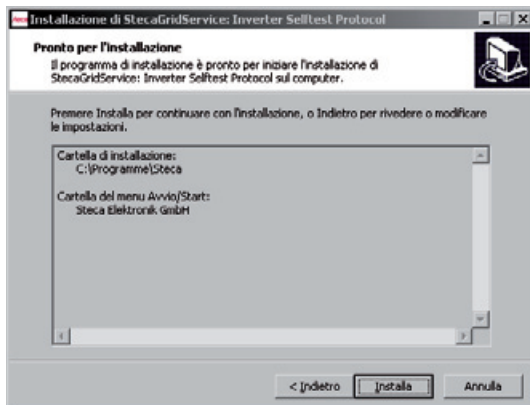 Installazione di StecaGridService: Inverter Selftest Protocol
Pronto per l'installazione
Il programma di installazione è pronto per iniziare l'installazione di
StecaGridService: Inverter Selftest Protocol sul computer.
Premere Installa per continuare con l'installazione, o Indietro per rivedere o modificare
le impostazioni.
Cartella di installazione:
C:\Programme\Steca
Cartella del menu Avvio/Start:
Steca Elektronik GmbH
< Indietro
Installa
Annulla